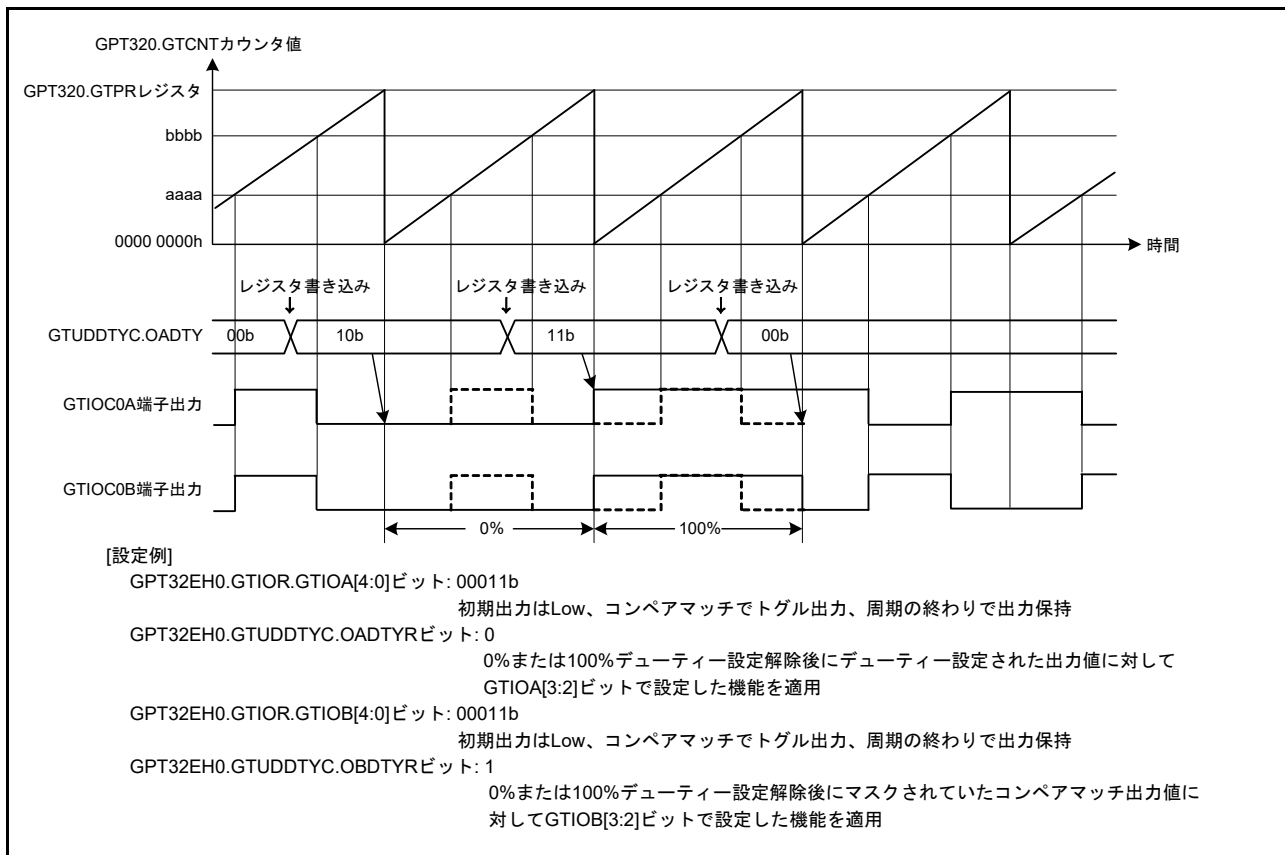 GPT320.GTCNTカウンタ値
GPT320.GTPRレジスタ
bbbb
aaaa
0000 0000h
時間
レジスタ書き込み
レジスタ書き込み
レジスタ書き込み
GTUDDTYC.OADTY
00b
10b
11b
00b
GTIOC0A端子出力
GTIOC0B端子出力
0%
100%
[設定例]
GPT32EH0.GTIOR.GTIOA[4:0]ビット: 00011b
初期出力はLow、コンペアマッチでトグル出力、周期の終わりで出力保持
GPT32EH0.GTUDDTYC.OADTYRビット: 0
0%または100%デューティー設定解除後にデューティー設定された出力値に対して
GTIOA[3:2]ビットで設定した機能を適用
GPT32EH0.GTIOR.GTIOB[4:0]ビット: 00011b
初期出力はLow、コンペアマッチでトグル出力、周期の終わりで出力保持
GPT32EH0.GTUDDTYC.OBDTYRビット: 1
0%または100%デューティー設定解除後にマスクされていたコンペアマッチ出力値に
対してGTIOB[3:2]ビットで設定した機能を適用